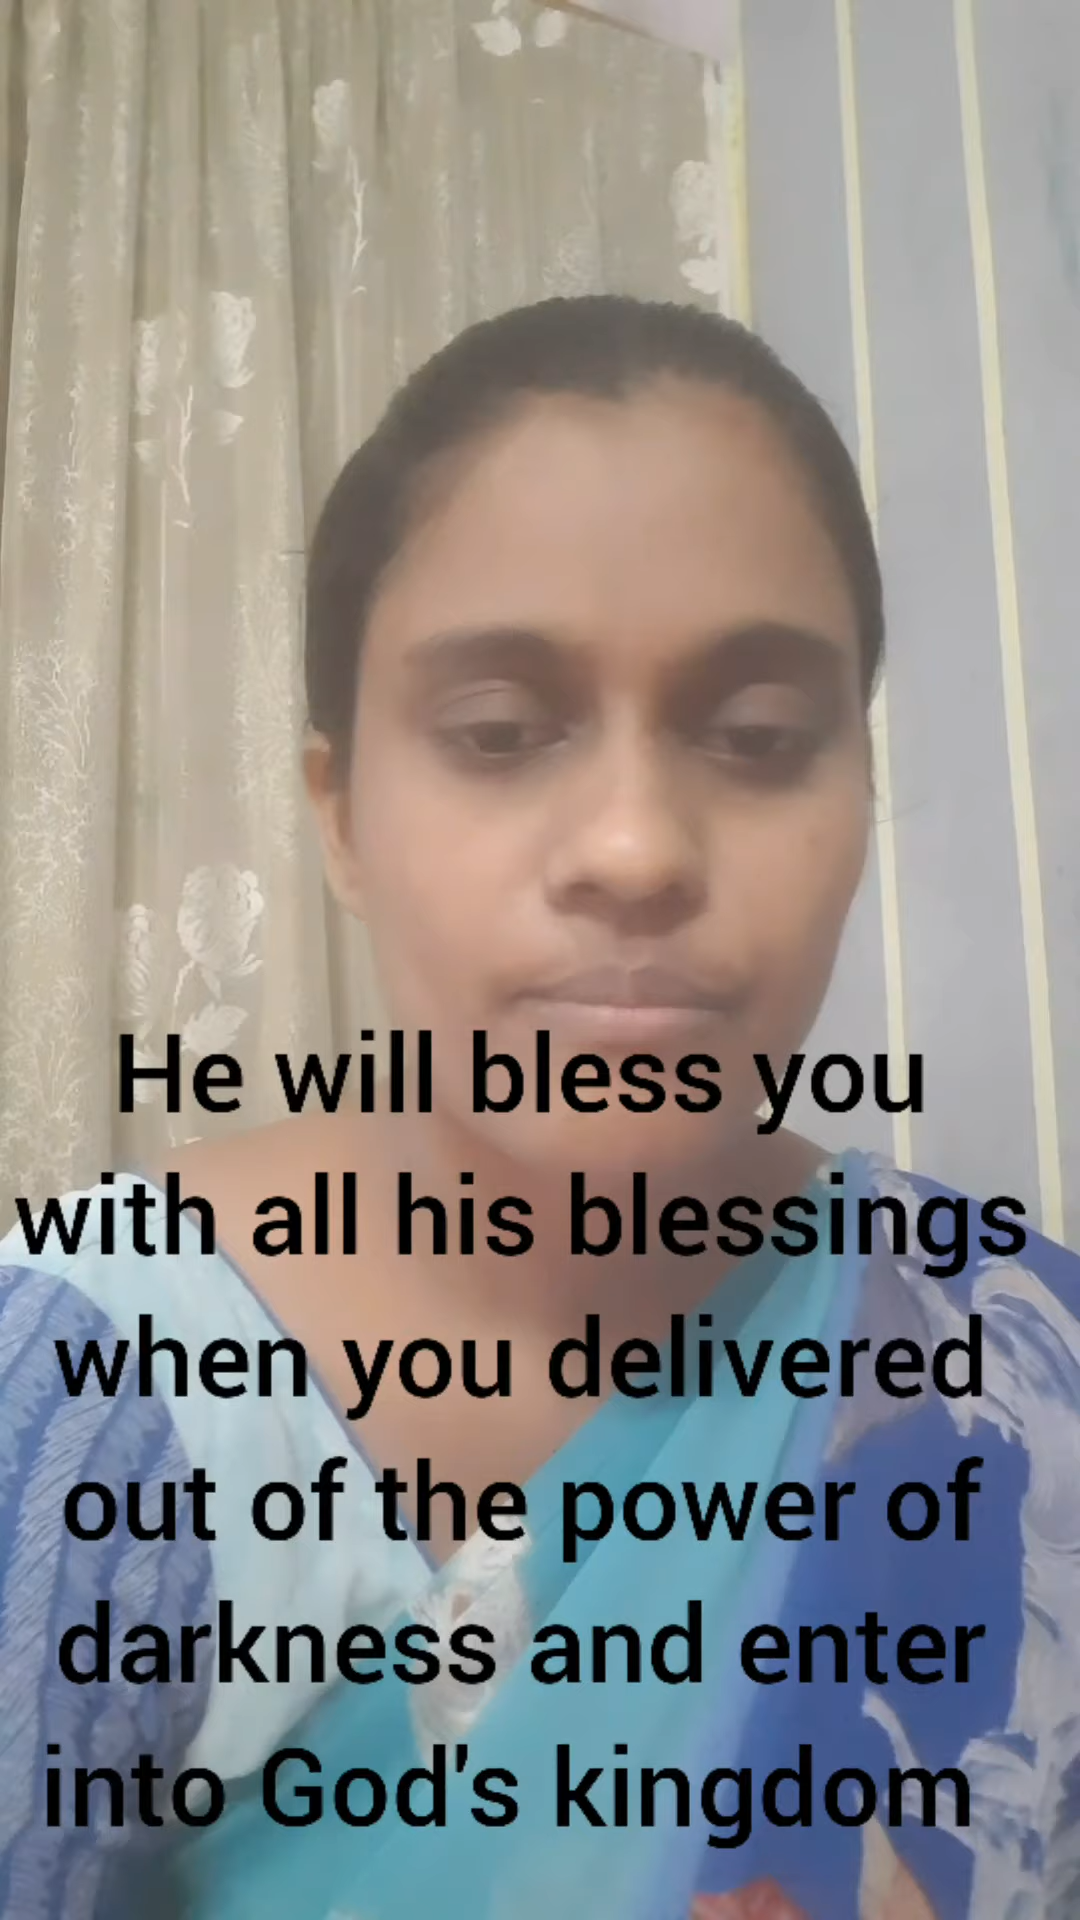 He will bless you
with all his blessings
when you delivered
out of the power of
darkness and enter
into God's kingdom